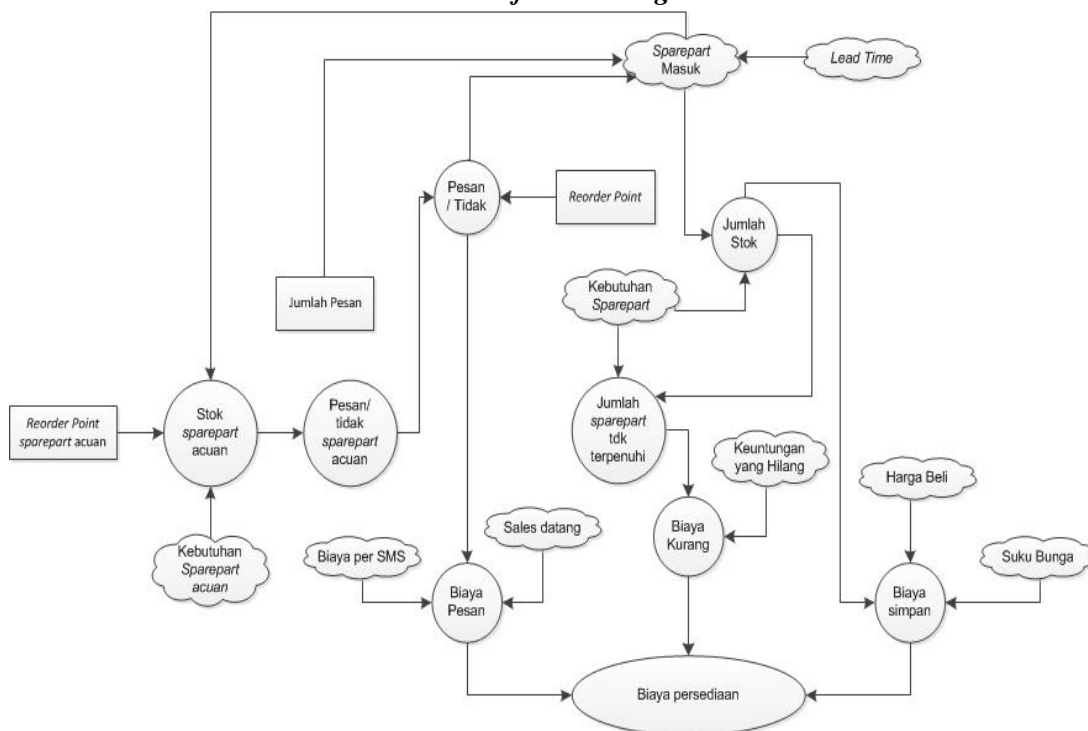 Sparepart
Masuk
Lead Time
Pesan
/ Tidak
Reorder Point
Jumlah
Stok
Kebutuhan
Sparepart
Jumlah Pesan
Reorder Point
sparepart acuan
Stok
sparepart
acuan
Pesan/
tidak
sparepart
acuan
Jumlah
sparepart
tdk
terpenuhi
Keuntungan
yang Hilang
Harga Beli
Kebutuhan
Sparepart
acuan
Biaya per SMS
Sales datang
Biaya
Kurang
Suku Bunga
Biaya
Pesan
Biaya
simpan
Biaya persediaan